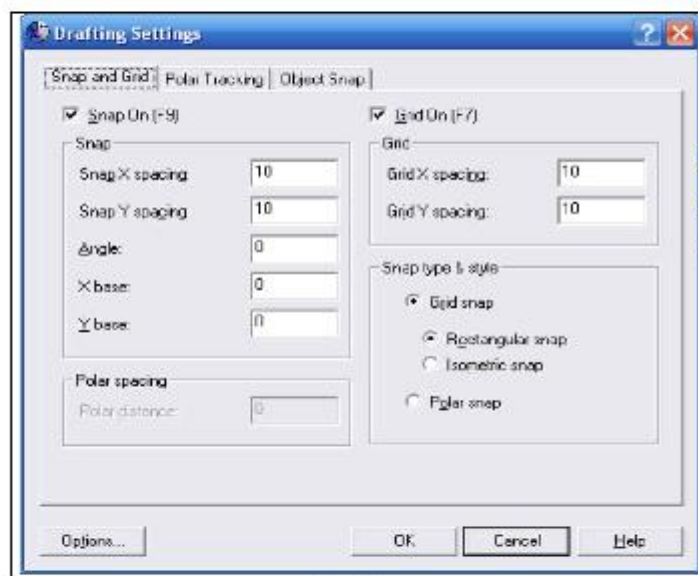 Drafting Settings
Snap and Grid
Polar Tracking
Object Snap
Snap On (F9)
Grid On (F7)
Snap
Snap X spacing
10
Snap Y spacing
10
Angle:
0
X base:
0
Y base:
0
Polar spacing
Polar distance:
0
Grid
Grid X spacing:
10
Grid Y spacing:
10
Snap type & style
Grid snap
Rectangular snap
Isometric snap
Polar snap
Options...
OK
Cancel
Help